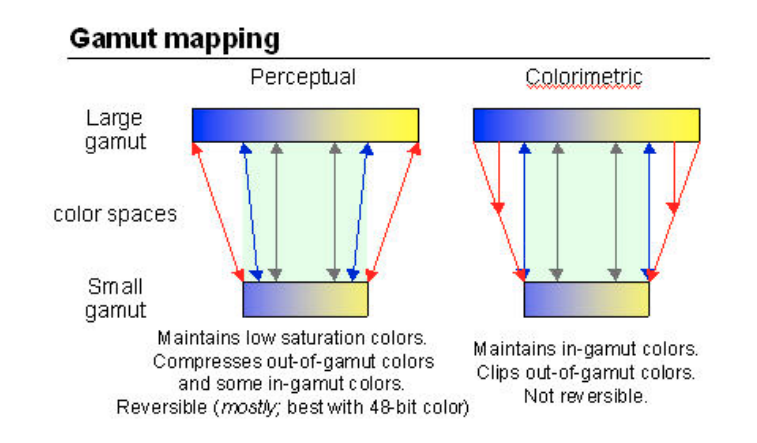 Gamut mapping
Perceptual
Colorimetric
Large
gamut
color spaces
Small
gamut
Maintains low saturation colors.
Compresses out-of-gamut colors
and some in-gamut colors.
Reversible (mostly; best with 48-bit color)
Maintains in-gamut colors.
Clips out-of-gamut colors.
Not reversible.